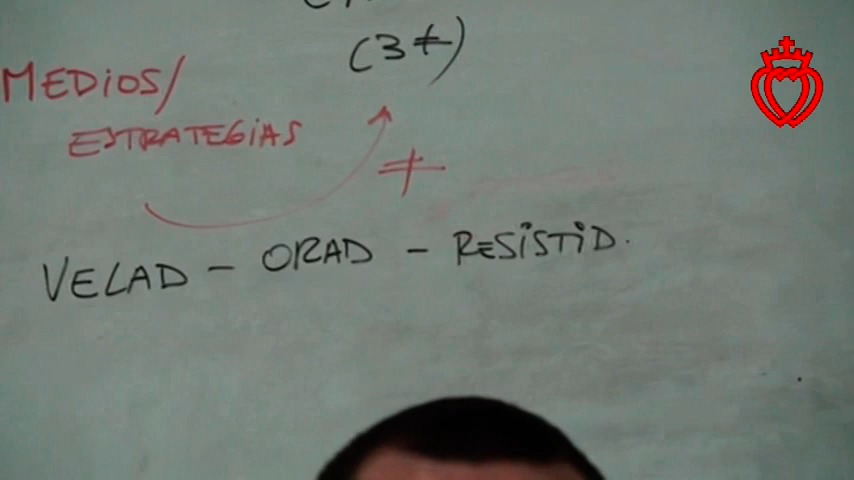 (3≠)
MEDIOS/
ESTRATEGIAS
≠
VELAD - ORAD - RESISTID.